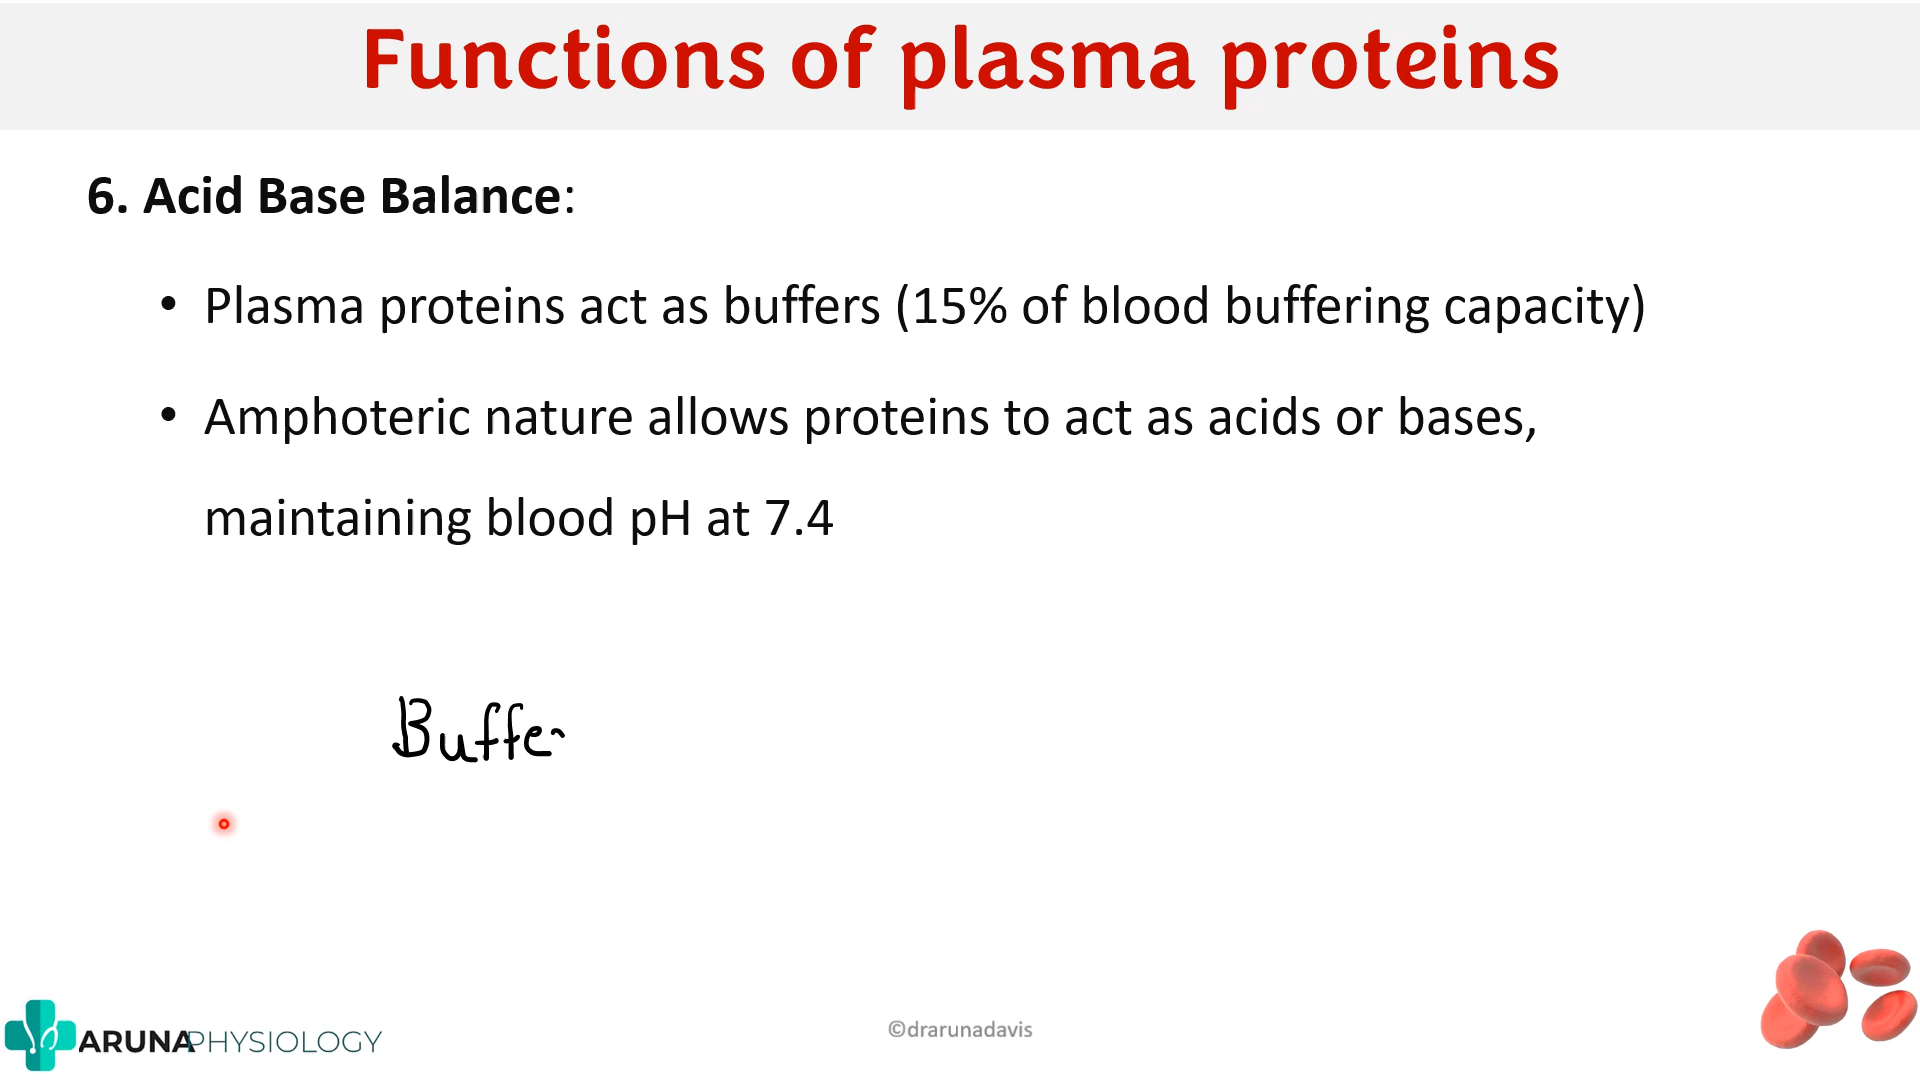 Functions of plasma proteins
6. Acid Base Balance:
• Plasma proteins act as buffers (15% of blood buffering capacity)
• Amphoteric nature allows proteins to act as acids or bases,
maintaining blood pH at 7.4
Buffer
ARUNAPHYSIOLOGY
©drarunadavis